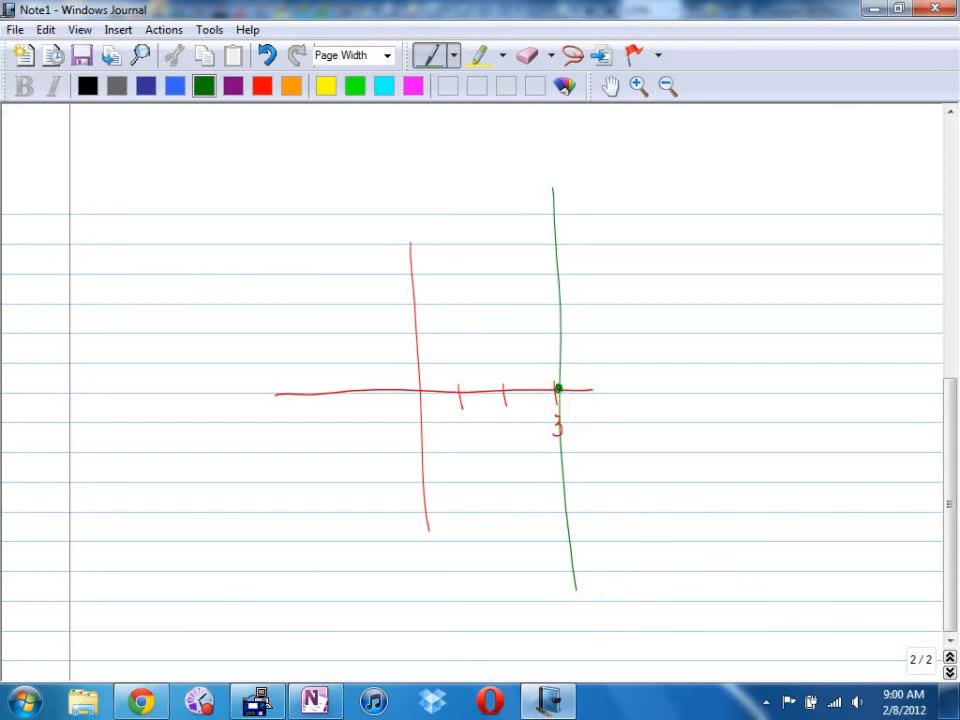 Note1 - Windows Journal
File Edit View Insert Actions Tools Help
Page Width
B I
3
2 / 2
N
9:00 AM
2/8/2012